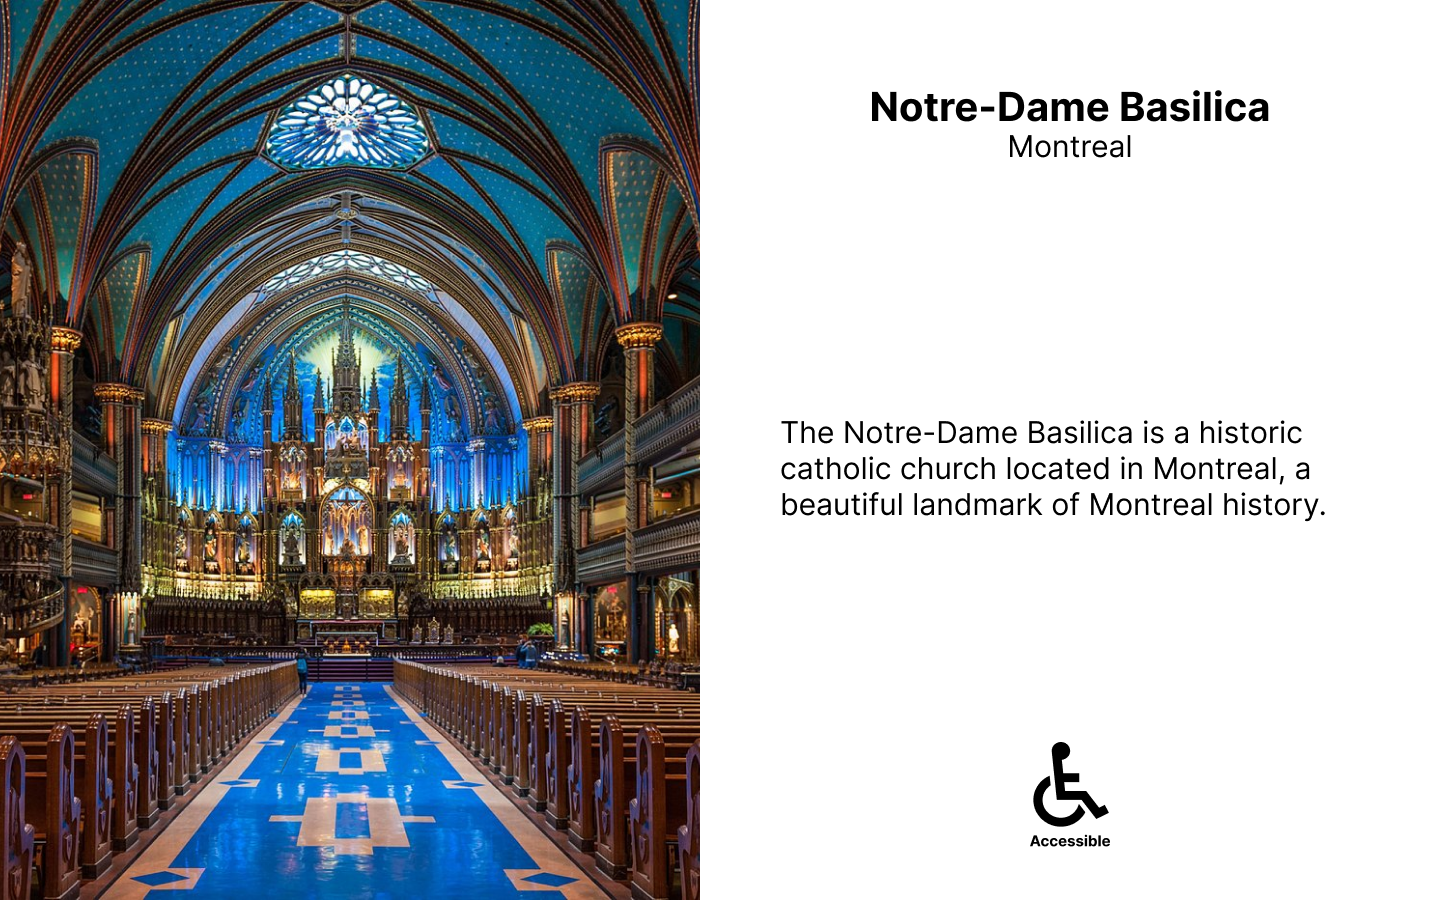 Notre-Dame Basilica
Montreal
The Notre-Dame Basilica is a historic
catholic church located in Montreal, a
beautiful landmark of Montreal history.
Accessible